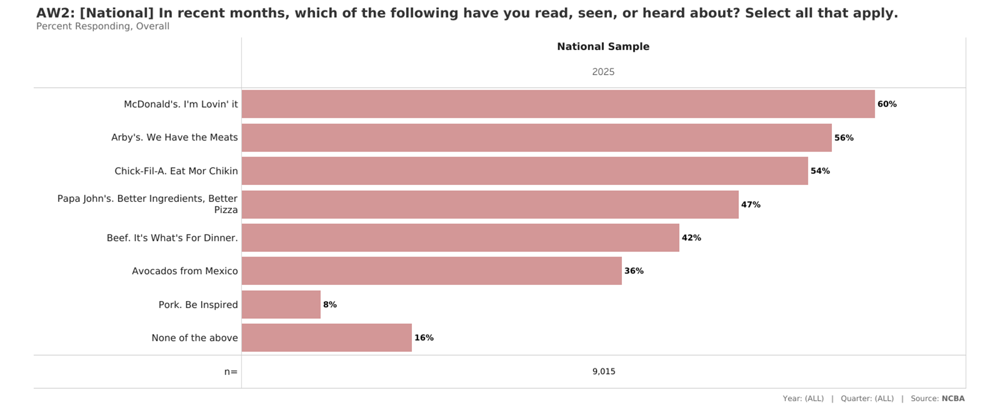 AW2: [National] In recent months, which of the following have you read, seen, or heard about? Select all that apply.
Percent Responding, Overall
National Sample
2025
McDonald's. I'm Lovin' it
60%
Arby's. We Have the Meats
56%
Chick-Fil-A. Eat Mor Chikin
54%
Papa John's. Better Ingredients, Better
Pizza
47%
Beef. It's What's For Dinner.
42%
Avocados from Mexico
36%
Pork. Be Inspired
8%
None of the above
16%
n=
9,015
Year: (ALL) | Quarter: (ALL) | Source: NCBA